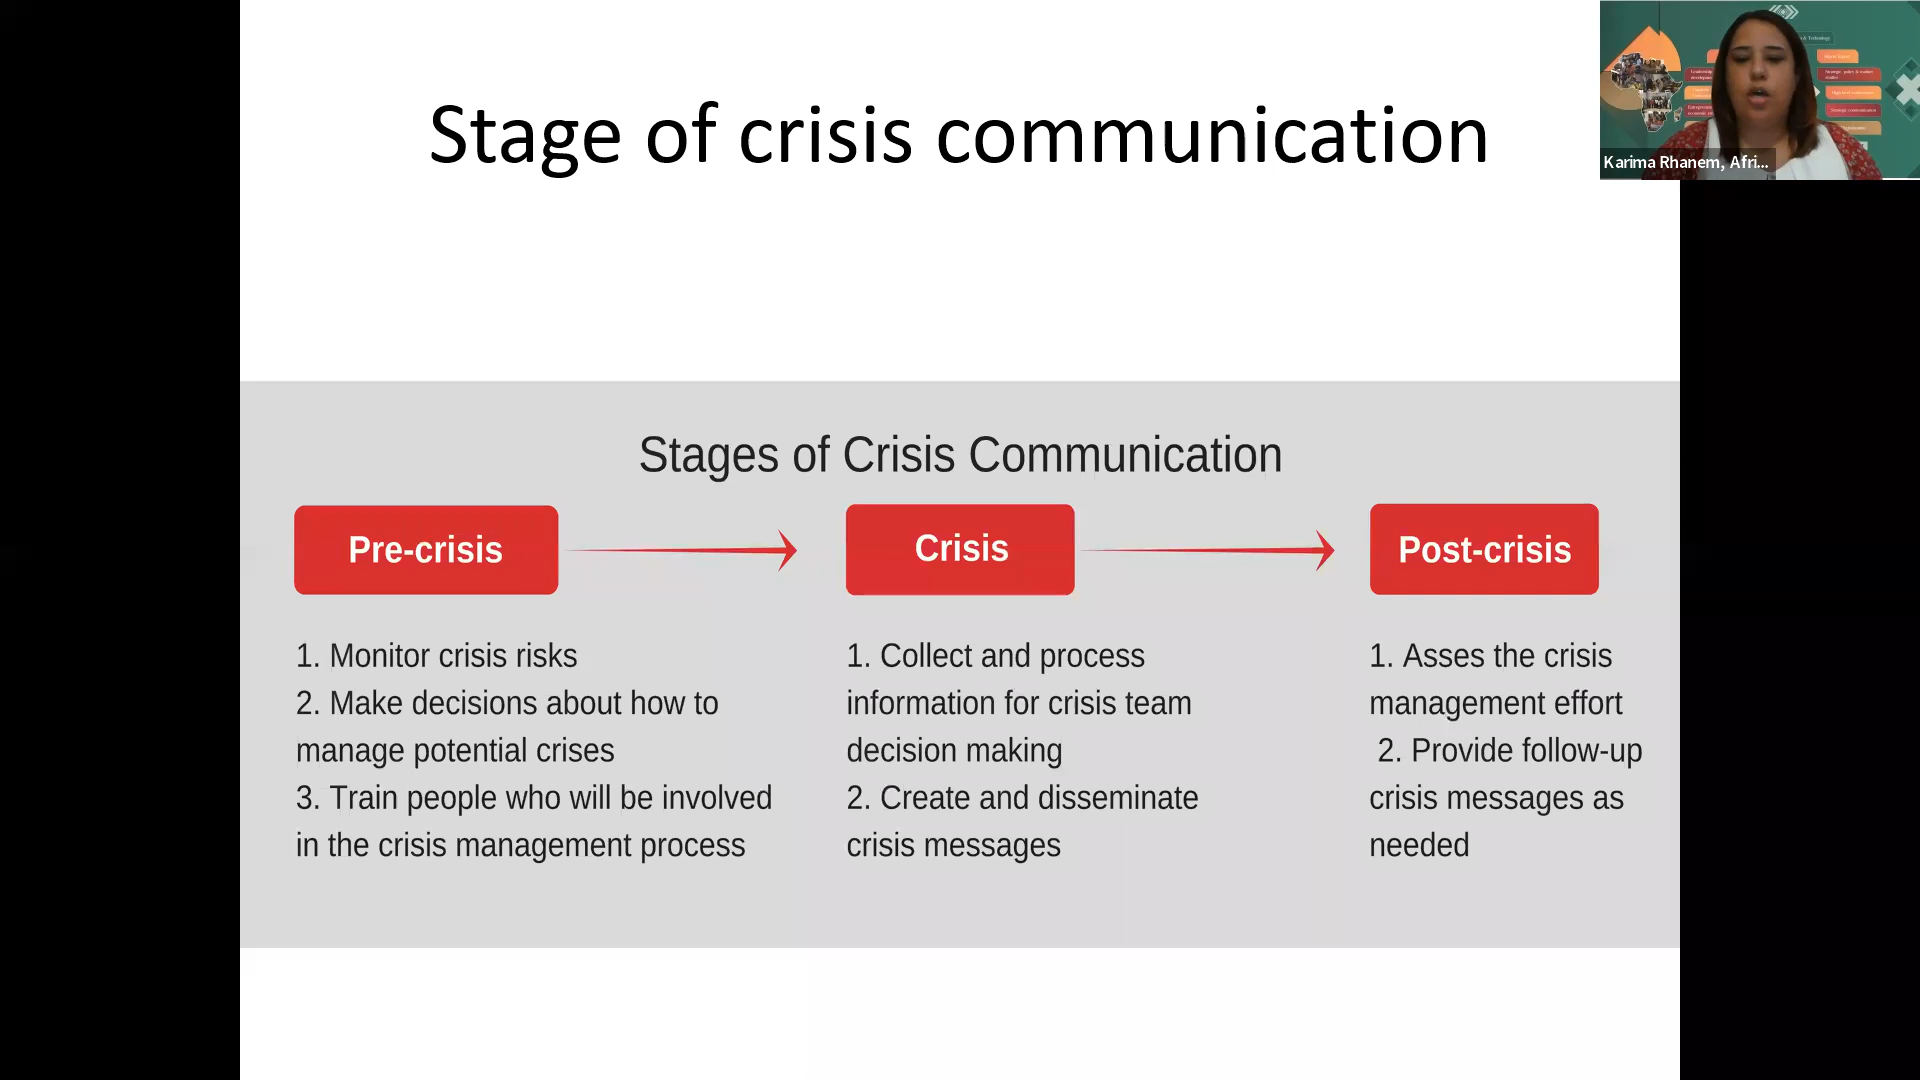 Stage of crisis communication
Karima Rhanem, Afri...
Stages of Crisis Communication
Pre-crisis
Crisis
Post-crisis
1. Monitor crisis risks
2. Make decisions about how to
manage potential crises
3. Train people who will be involved
in the crisis management process
1. Collect and process
information for crisis team
decision making
2. Create and disseminate
crisis messages
1. Asses the crisis
management effort
2. Provide follow-up
crisis messages as
needed